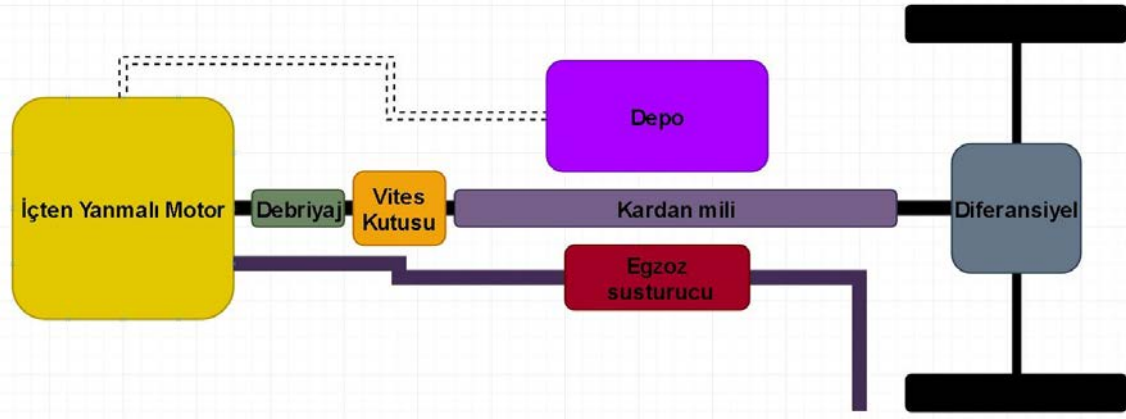 Depo
İçten Yanmalı Motor
Debriyaj
Vites
Kutusu
Kardan mili
Diferansiyel
Egzoz
susturucu